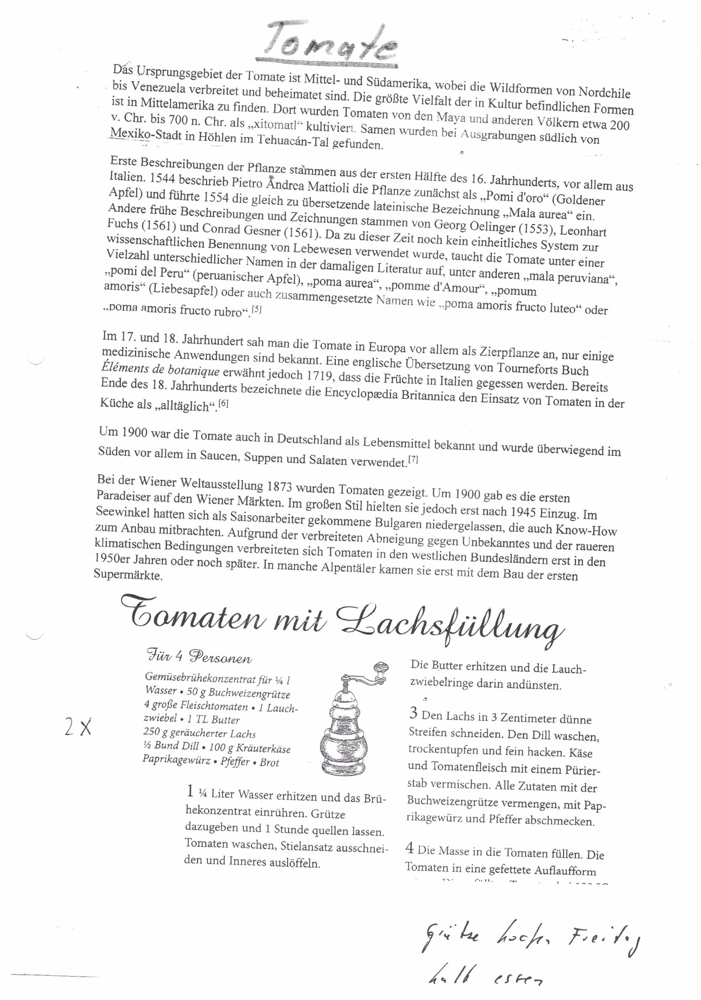 Tomate
Das Ursprungsgebiet der Tomate ist Mittel- und Südamerika, wobei die Wildformen von Nordchile
bis Venezuela verbreitet und beheimatet sind. Die größte Vielfalt der in Kultur befindlichen Formen
ist in Mittelamerika zu finden. Dort wurden Tomaten von den Maya und anderen Völkern etwa 200
v. Chr. bis 700 n. Chr. als „xitomatl“ kultiviert. Samen wurden bei Ausgrabungen südlich von
Mexiko-Stadt in Höhlen im Tehuacán-Tal gefunden.
Erste Beschreibungen der Pflanze stammen aus der ersten Hälfte des 16. Jahrhunderts, vor allem aus
Italien. 1544 beschrieb Pietro Andrea Mattioli die Pflanze zunächst als „Pomi d'oro“ (Goldener
Apfel) und führte 1554 die gleich zu übersetzende lateinische Bezeichnung „Mala aurea“ ein.
Andere frühe Beschreibungen und Zeichnungen stammen von Georg Oelinger (1553), Leonhart
Fuchs (1561) und Conrad Gesner (1561). Da zu dieser Zeit noch kein einheitliches System zur
wissenschaftlichen Benennung von Lebewesen verwendet wurde, taucht die Tomate unter einer
Vielzahl unterschiedlicher Namen in der damaligen Literatur auf, unter anderen „mala peruviana“,
„pomi del Peru“ (peruanischer Apfel), „poma aurea“, „pomme d'Amour“, „pomum
amoris“ (Liebesapfel) oder auch zusammengesetzte Namen wie „poma amoris fructo luteo“ oder
„poma amoris fructo rubro“.[5]
Im 17. und 18. Jahrhundert sah man die Tomate in Europa vor allem als Zierpflanze an, nur einige
medizinische Anwendungen sind bekannt. Eine englische Übersetzung von Tourneforts Buch
Éléments de botanique erwähnt jedoch 1719, dass die Früchte in Italien gegessen werden. Bereits
Ende des 18. Jahrhunderts bezeichnete die Encyclopædia Britannica den Einsatz von Tomaten in der
Küche als „alltäglich“.[6]
Um 1900 war die Tomate auch in Deutschland als Lebensmittel bekannt und wurde überwiegend im
Süden vor allem in Saucen, Suppen und Salaten verwendet.[7]
Bei der Wiener Weltausstellung 1873 wurden Tomaten gezeigt. Um 1900 gab es die ersten
Paradeiser auf den Wiener Märkten. Im großen Stil hielten sie jedoch erst nach 1945 Einzug. Im
Seewinkel hatten sich als Saisonarbeiter gekommene Bulgaren niedergelassen, die auch Know-How
zum Anbau mitbrachten. Aufgrund der verbreiteten Abneigung gegen Unbekanntes und der raueren
klimatischen Bedingungen verbreiteten sich Tomaten in den westlichen Bundesländern erst in den
1950er Jahren oder noch später. In manche Alpentäler kamen sie erst mit dem Bau der ersten
Supermärkte.
Tomaten mit Lachsfüllung
Für 4 Personen
Gemüsebrühekonzentrat für ¼ l
Wasser • 50 g Buchweizengrütze
4 große Fleischtomaten • 1 Lauch-
zwiebel • 1 TL Butter
250 g geräucherter Lachs
½ Bund Dill • 100 g Kräuterkäse
Paprikagewürz • Pfeffer • Brot
2 X
1 ¼ Liter Wasser erhitzen und das Brü-
hekonzentrat einrühren. Grütze
dazugeben und 1 Stunde quellen lassen.
Tomaten waschen, Stielansatz ausschnei-
den und Inneres auslöffeln.
Die Butter erhitzen und die Lauch-
zwiebelringe darin andünsten.
3 Den Lachs in 3 Zentimeter dünne
Streifen schneiden. Den Dill waschen,
trockentupfen und fein hacken. Käse
und Tomatenfleisch mit einem Pürier-
stab vermischen. Alle Zutaten mit der
Buchweizengrütze vermengen, mit Pap-
rikagewürz und Pfeffer abschmecken.
4 Die Masse in die Tomaten füllen. Die
Tomaten in eine gefettete Auflaufform
Grütze kochen Freitag
halb essen